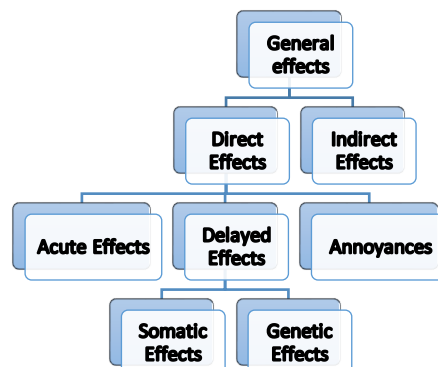 General
effects
Direct
Effects
Indirect
Effects
Acute Effects
Delayed
Effects
Annoyances
Somatic
Effects
Genetic
Effects